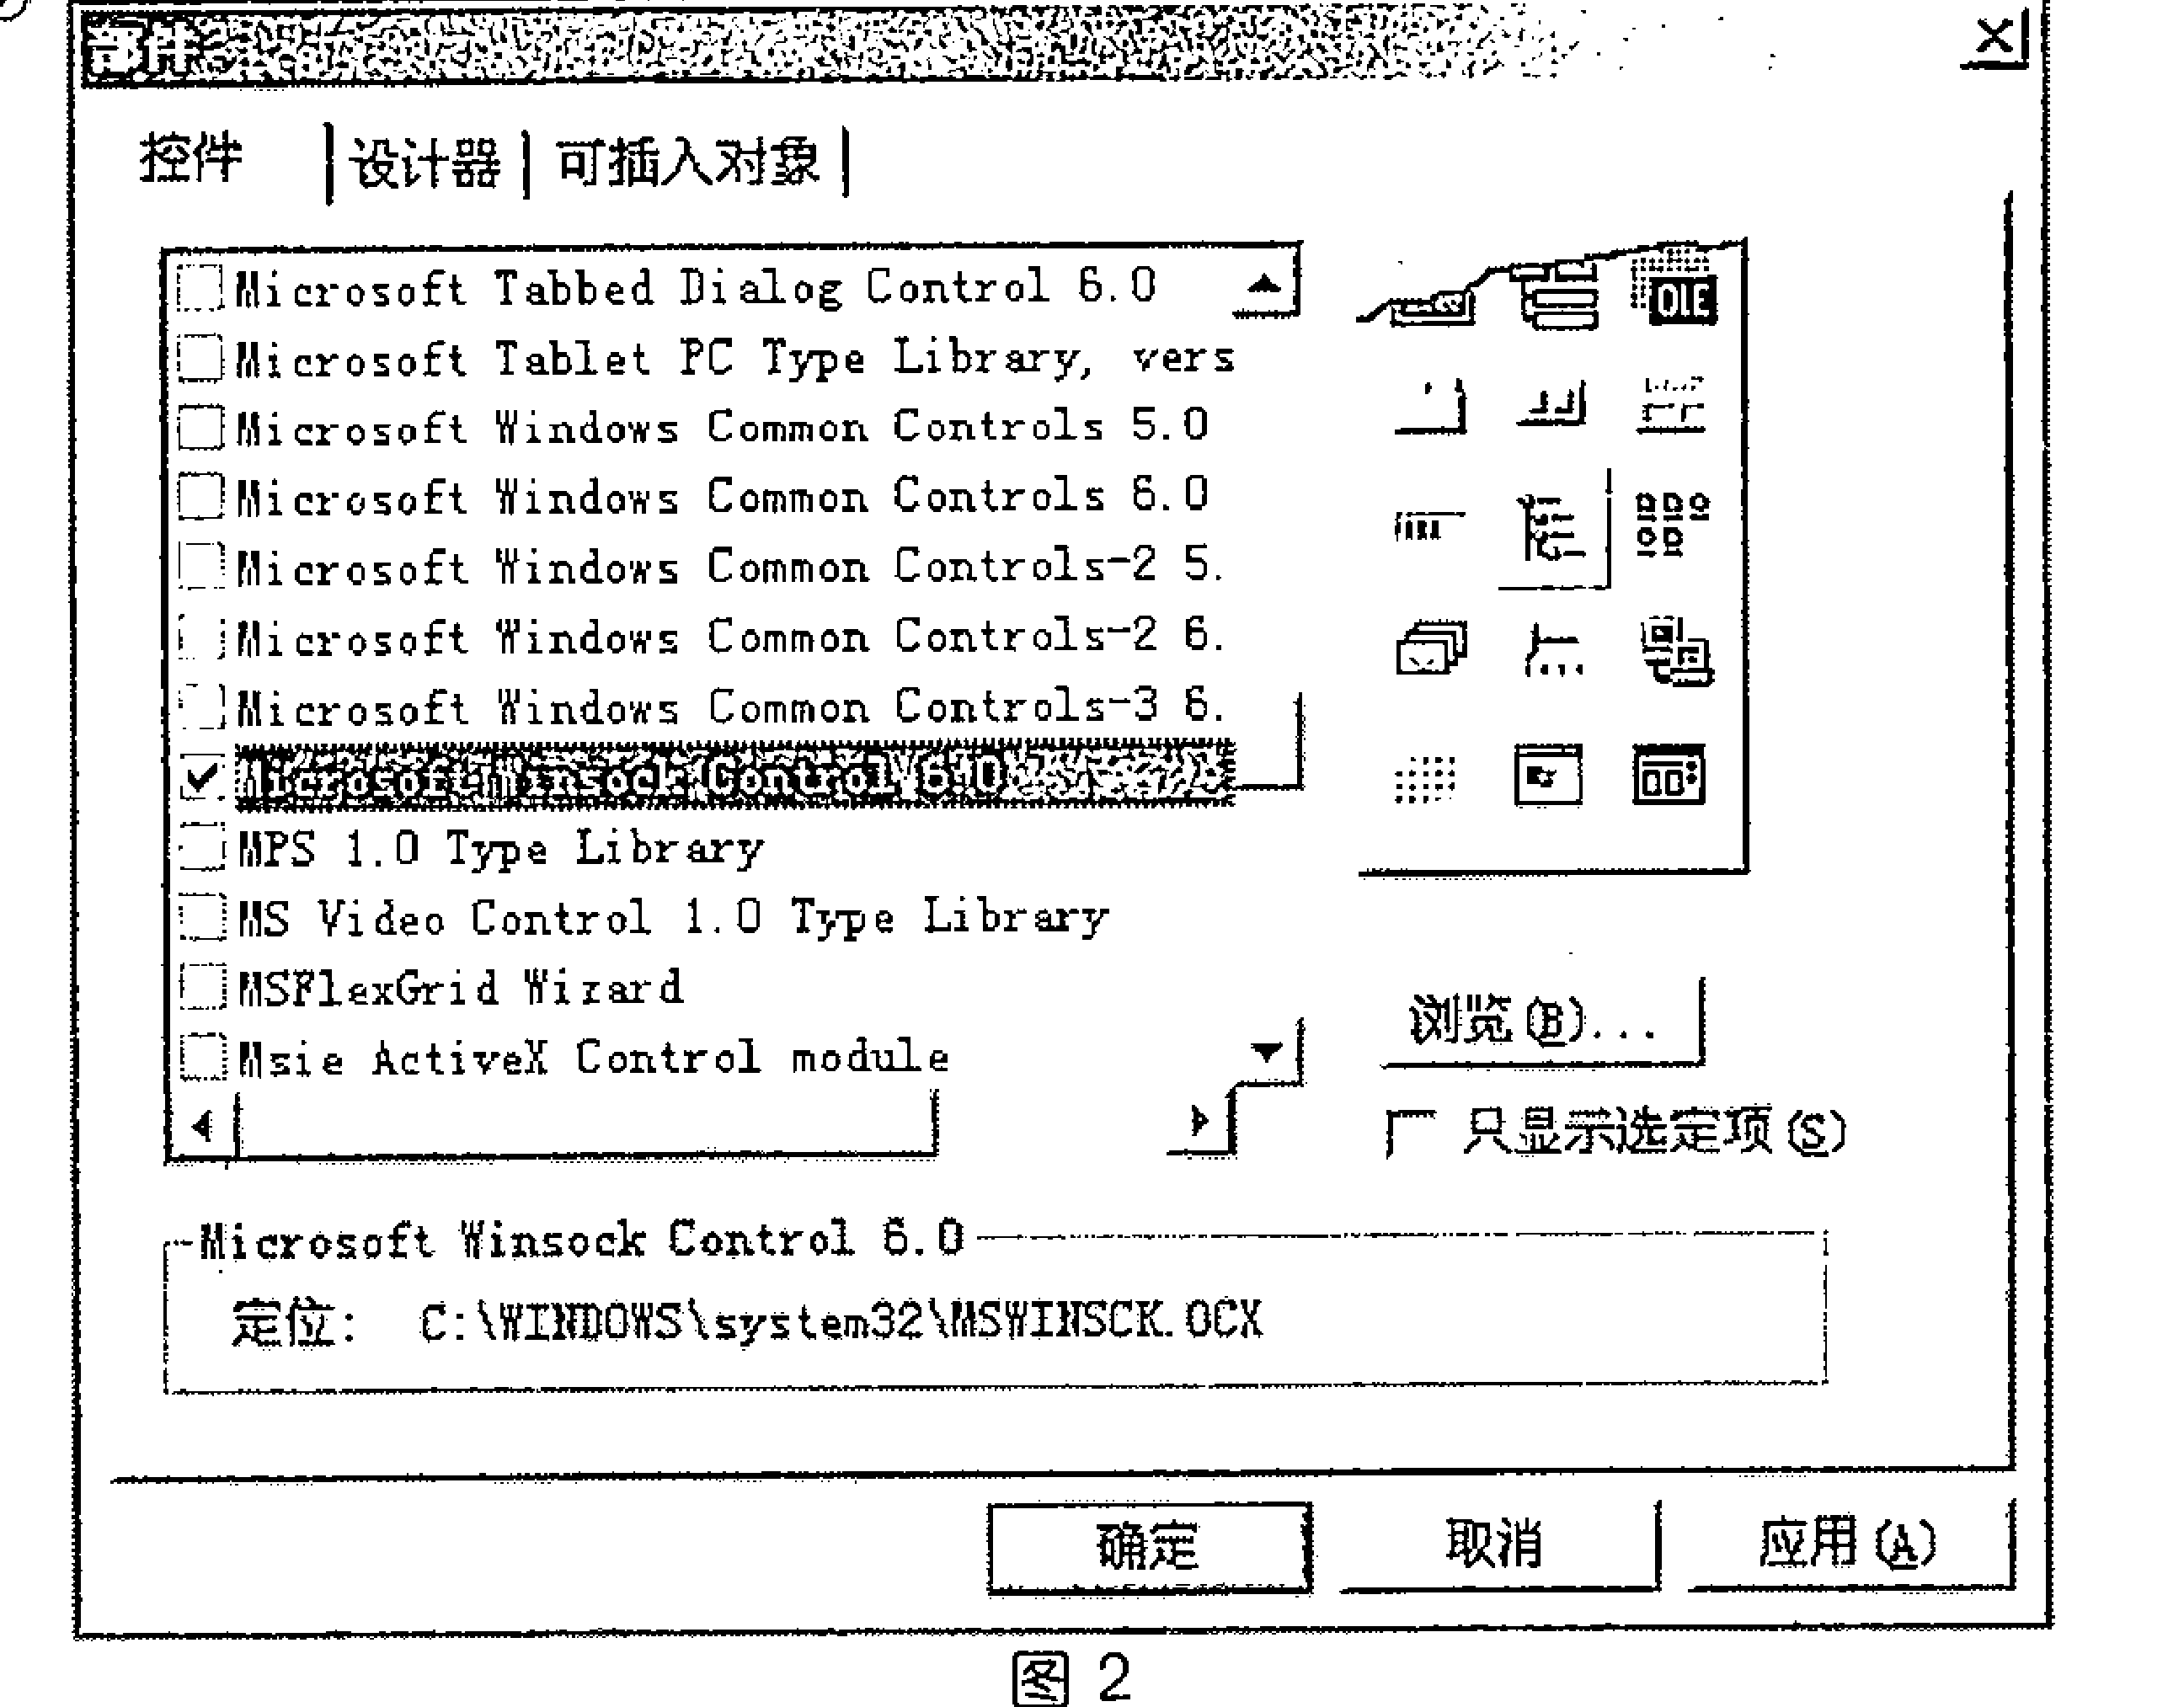 部件
控件 设计器 可插入对象
Microsoft Tabbed Dialog Control 6.0
Microsoft Tablet PC Type Library, vers
Microsoft Windows Common Controls 5.0
Microsoft Windows Common Controls 6.0
Microsoft Windows Common Controls-2 5.
Microsoft Windows Common Controls-2 6.
Microsoft Windows Common Controls-3 6.
Microsoft Winsock Control 6.0
MPS 1.0 Type Library
MS Video Control 1.0 Type Library
MSFlexGrid Wizard
Msie ActiveX Control module
OLE
浏览(B)...
只显示选定项(S)
Microsoft Winsock Control 6.0
定位: C:\WINDOWS\system32\MSWINSCK.OCX
确定 取消 应用(A)
图 2